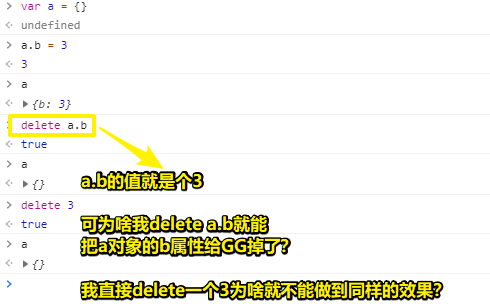 var a = {}
undefined
a.b = 3
3
a
{b: 3}
delete a.b
true
a
{}
a.b的值就是个3
delete 3
true
可为啥我delete a.b就能
把a对象的b属性给GG掉了?
a
{}
我直接delete一个3为啥就不能做到同样的效果?